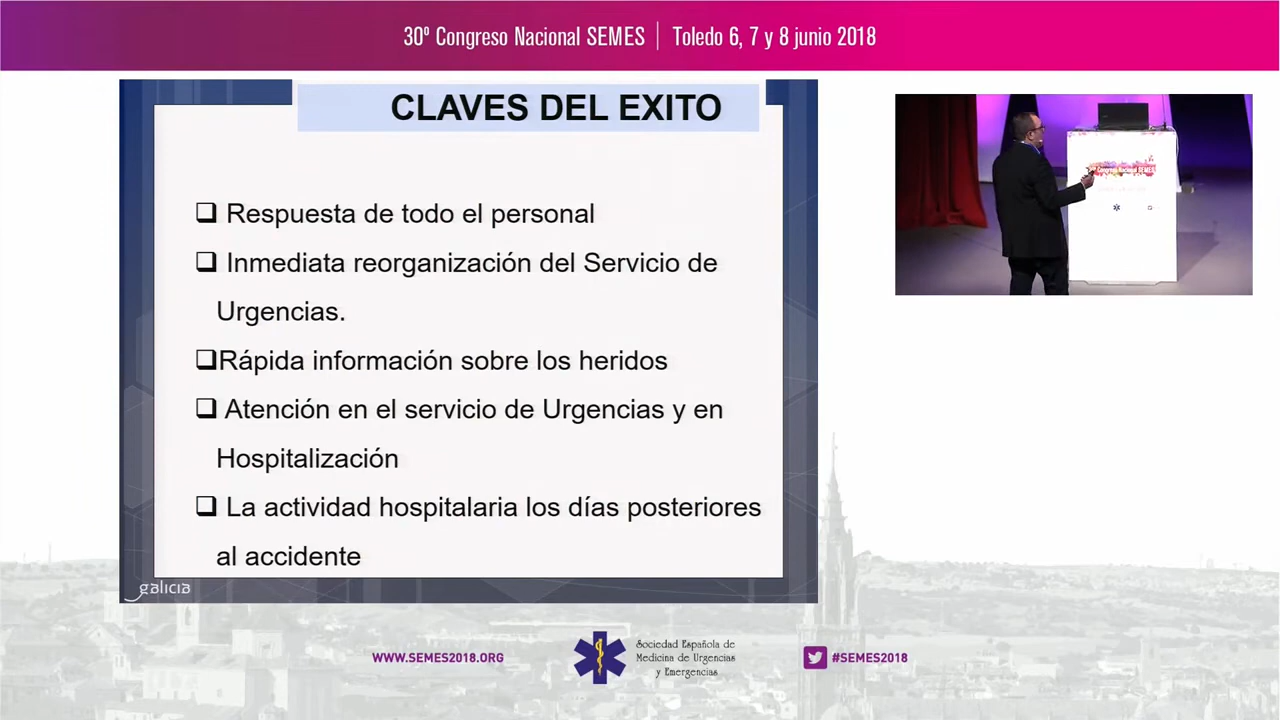 30º Congreso Nacional SEMES | Toledo 6, 7 y 8 junio 2018
CLAVES DEL EXITO
❑ Respuesta de todo el personal
❑ Inmediata reorganización del Servicio de
Urgencias.
❑Rápida información sobre los heridos
❑ Atención en el servicio de Urgencias y en
Hospitalización
❑ La actividad hospitalaria los días posteriores
al accidente
galicia
Congreso Nacional SEMES
WWW.SEMES2018.ORG
Sociedad Española de
Medicina de Urgencias
y Emergencias
#SEMES2018